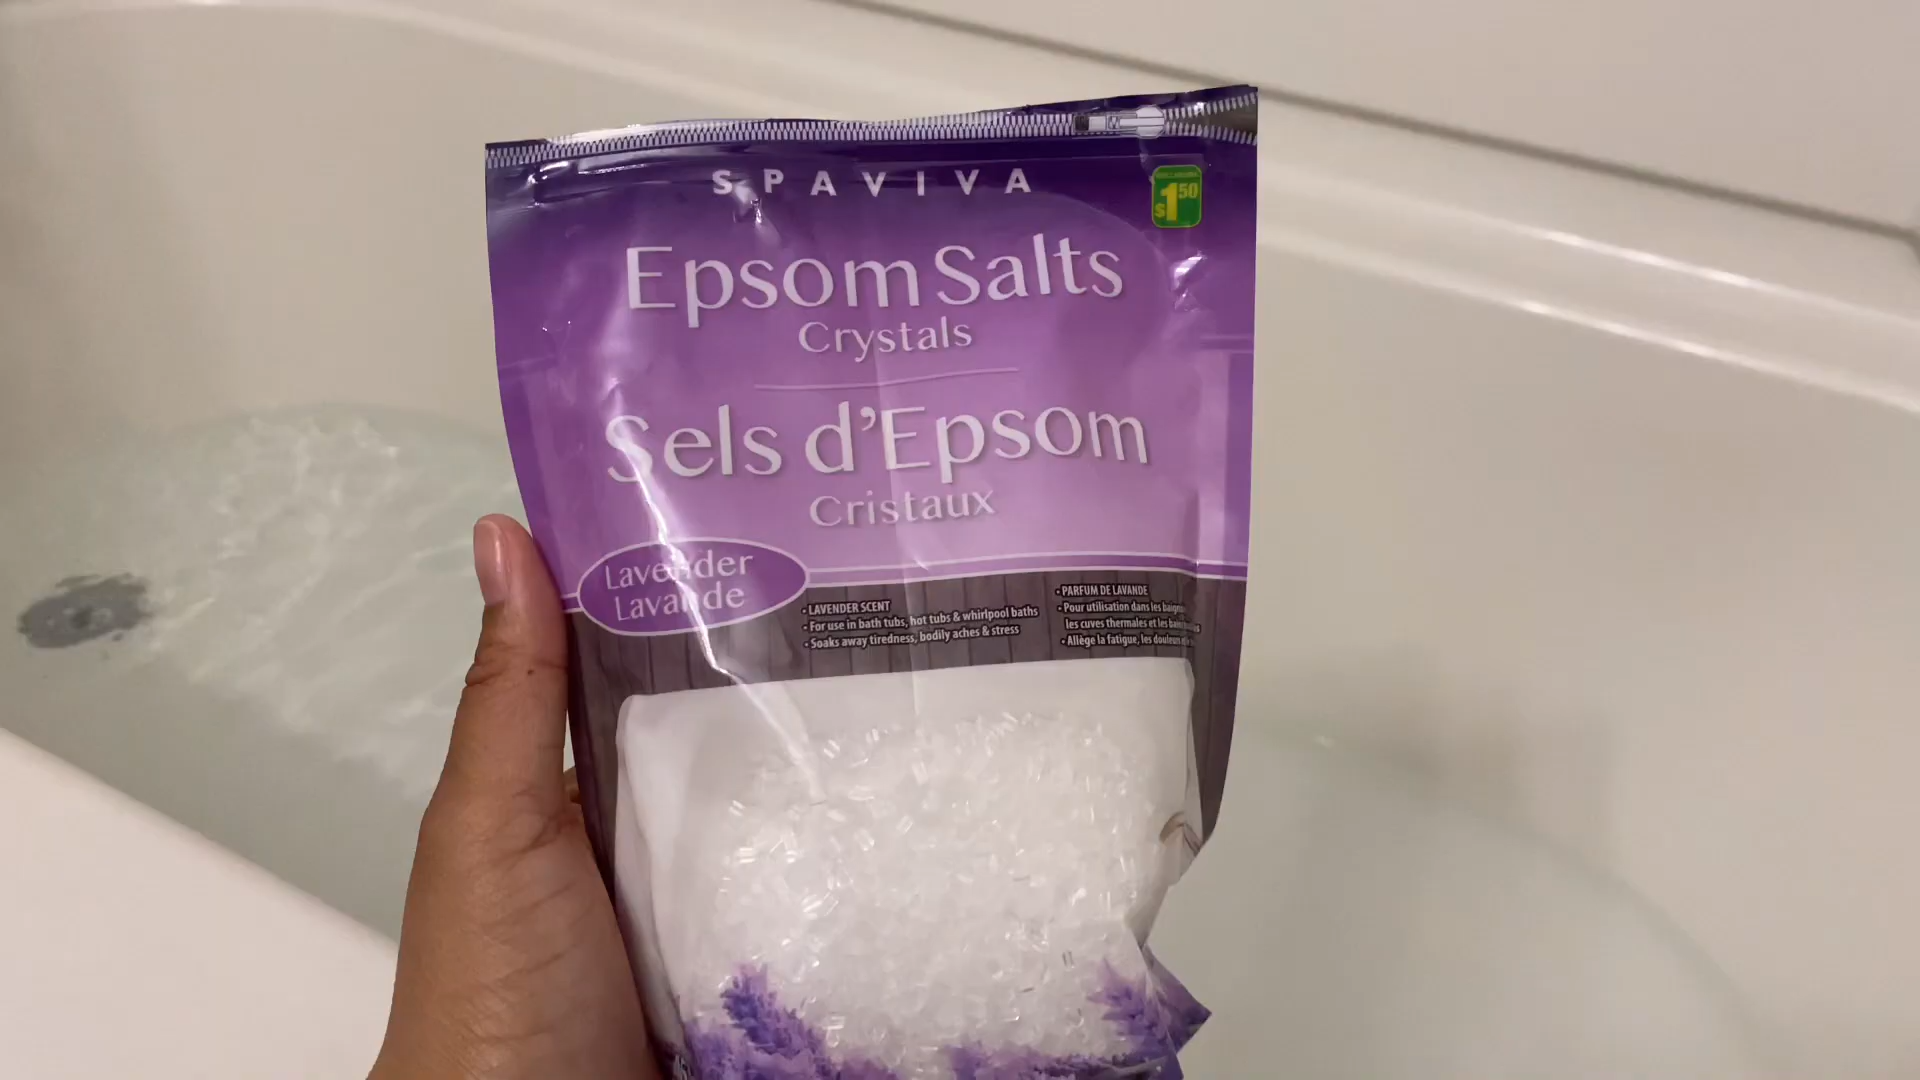 SPAVIVA
$1.50
Epsom Salts
Crystals
Sels d'Epsom
Cristaux
Lavender
Lavande
• LAVENDER SCENT
• For use in bath tubs, hot tubs & whirlpool baths
• Soaks away tiredness, bodily aches & stress
• PARFUM DE LAVANDE
• Pour utilisation dans les
les cuves thermales et les
• Allège la fatigue, les